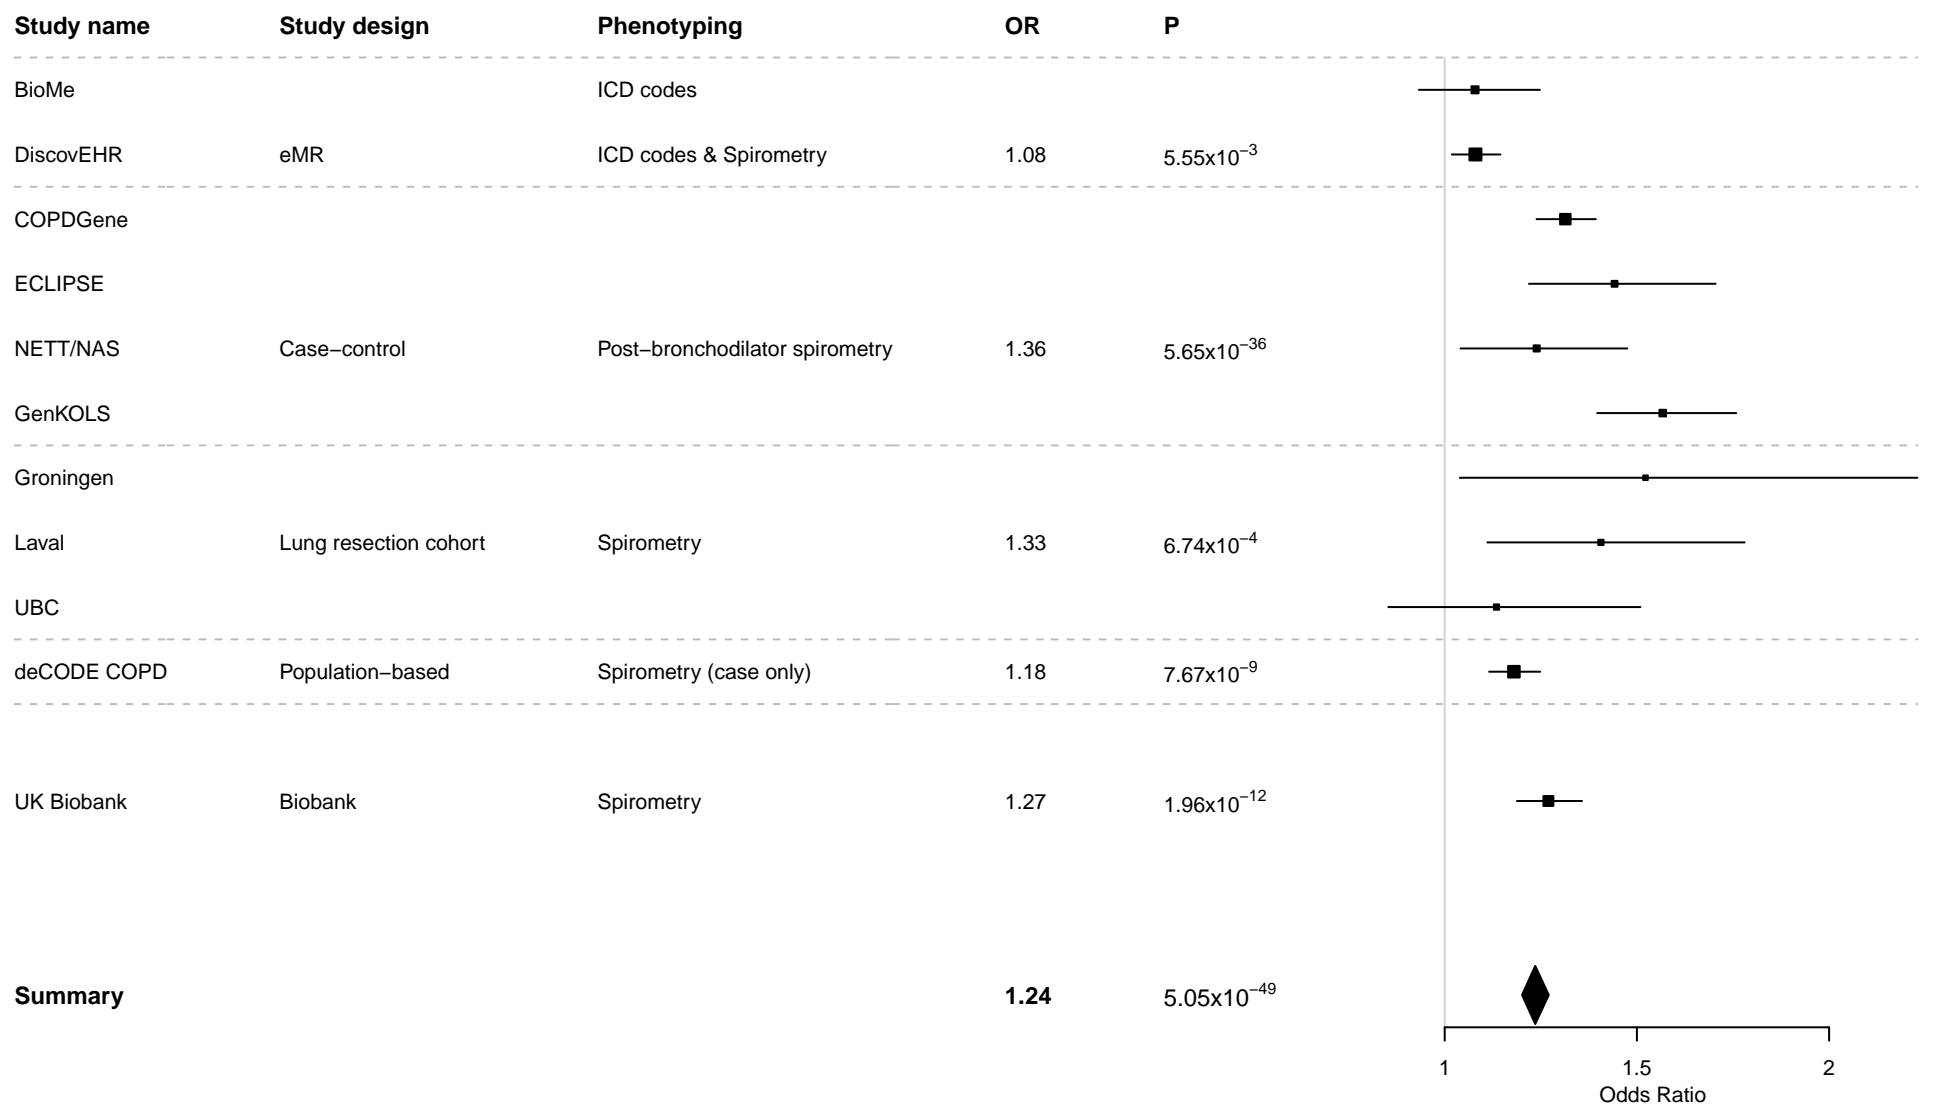 Study name Study design Phenotyping OR P
BioMe ICD codes
DiscovEHR eMR ICD codes & Spirometry 1.08 5.55x10⁻³
COPDGene
ECLIPSE
NETT/NAS Case−control Post−bronchodilator spirometry 1.36 5.65x10⁻³⁶
GenKOLS
Groningen
Laval Lung resection cohort Spirometry 1.33 6.74x10⁻⁴
UBC
deCODE COPD Population−based Spirometry (case only) 1.18 7.67x10⁻⁹
UK Biobank Biobank Spirometry 1.27 1.96x10⁻¹²
Summary 1.24 5.05x10⁻⁴⁹
1 1.5 2
Odds Ratio